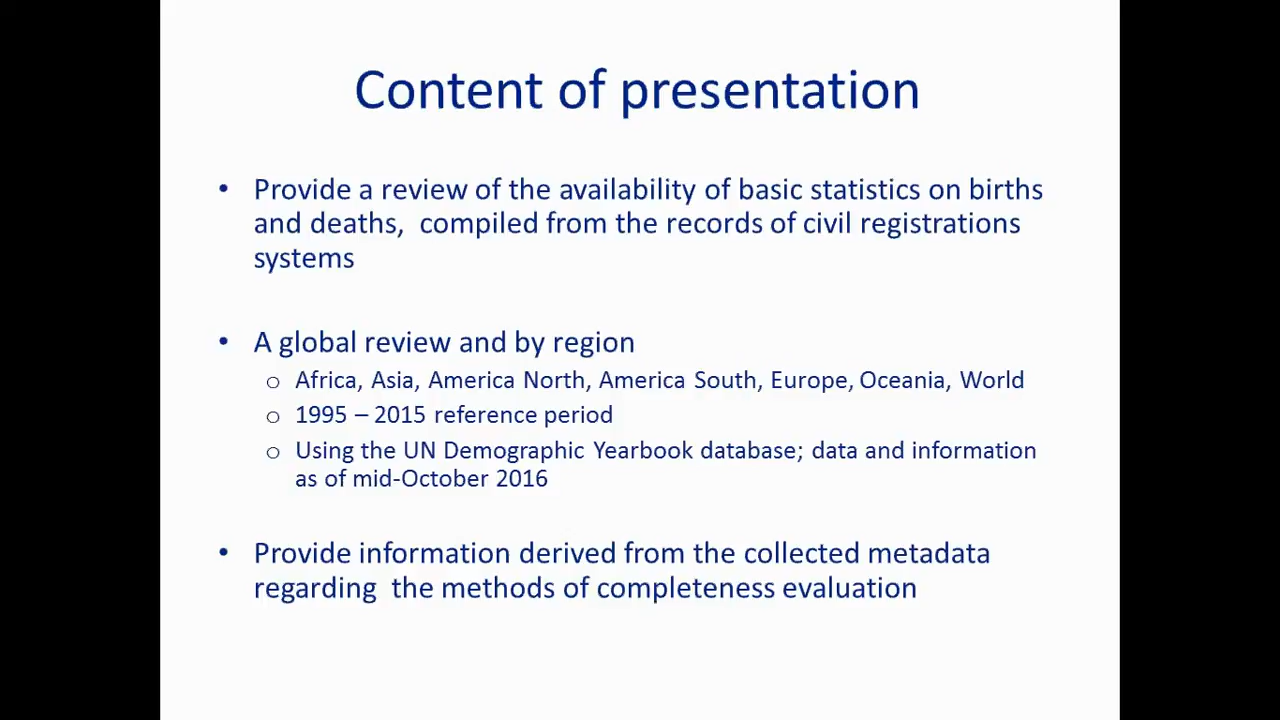 Content of presentation
• Provide a review of the availability of basic statistics on births
and deaths,  compiled from the records of civil registrations
systems
• A global review and by region
o Africa, Asia, America North, America South, Europe, Oceania, World
o 1995 – 2015 reference period
o Using the UN Demographic Yearbook database; data and information
as of mid-October 2016
• Provide information derived from the collected metadata
regarding  the methods of completeness evaluation